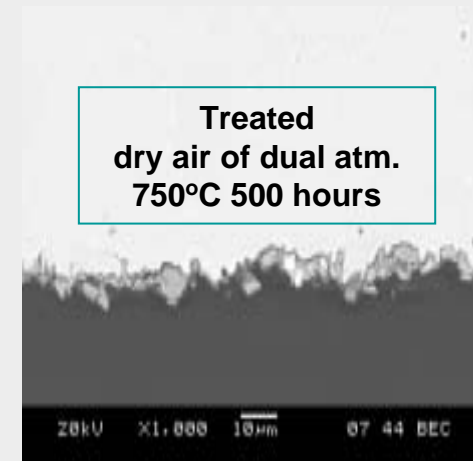 Treated
dry air of dual atm.
750ºC 500 hours
20kV X1,000 10µm 07 44 BEC